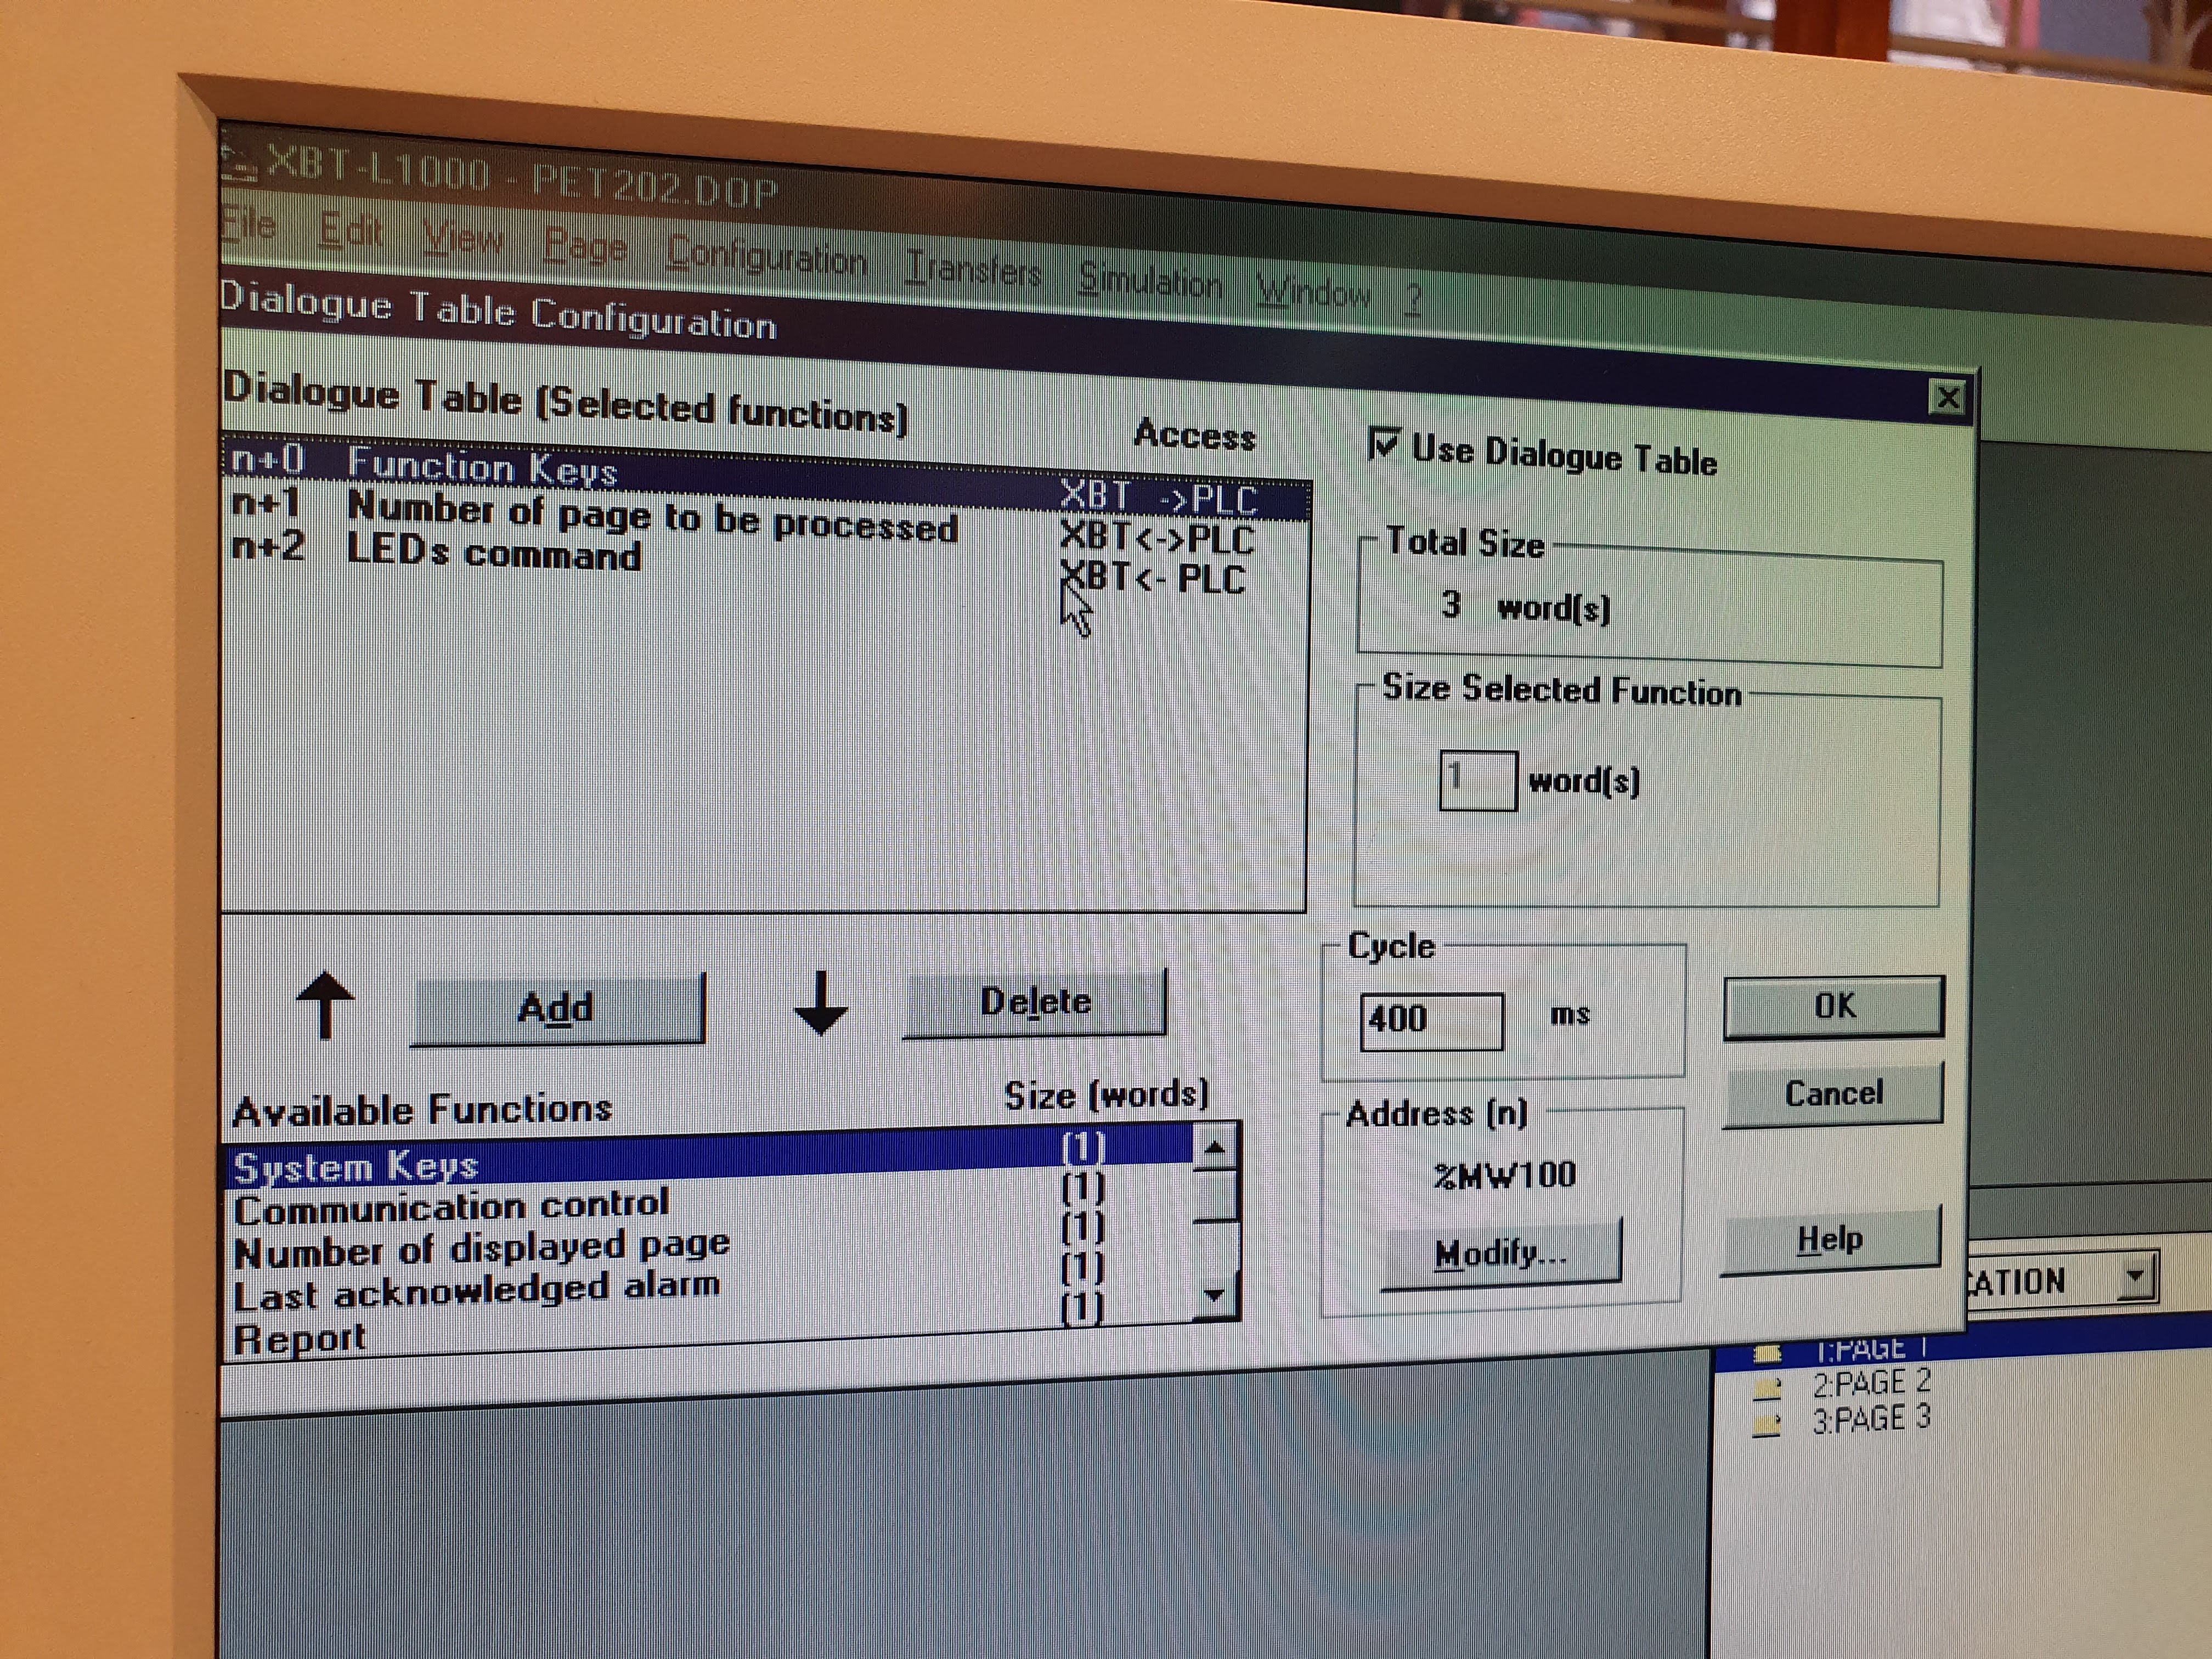 XBT-L1000 - PET202.DOP
File Edit View Page Configuration Transfers Simulation Window ?
Dialogue Table Configuration
Dialogue Table (Selected functions) Access
n+0 Function Keys XBT ->PLC
n+1 Number of page to be processed XBT<->PLC
n+2 LEDs command XBT<- PLC
Use Dialogue Table
Total Size
3 word(s)
Size Selected Function
1 word(s)
Add
Delete
Cycle
400 ms
OK
Cancel
Available Functions Size (words)
System Keys (1)
Communication control (1)
Number of displayed page (1)
Last acknowledged alarm (1)
Report (1)
Address (n)
%MW100
Modify...
Help
CATION
1:PAGE 1
2:PAGE 2
3:PAGE 3